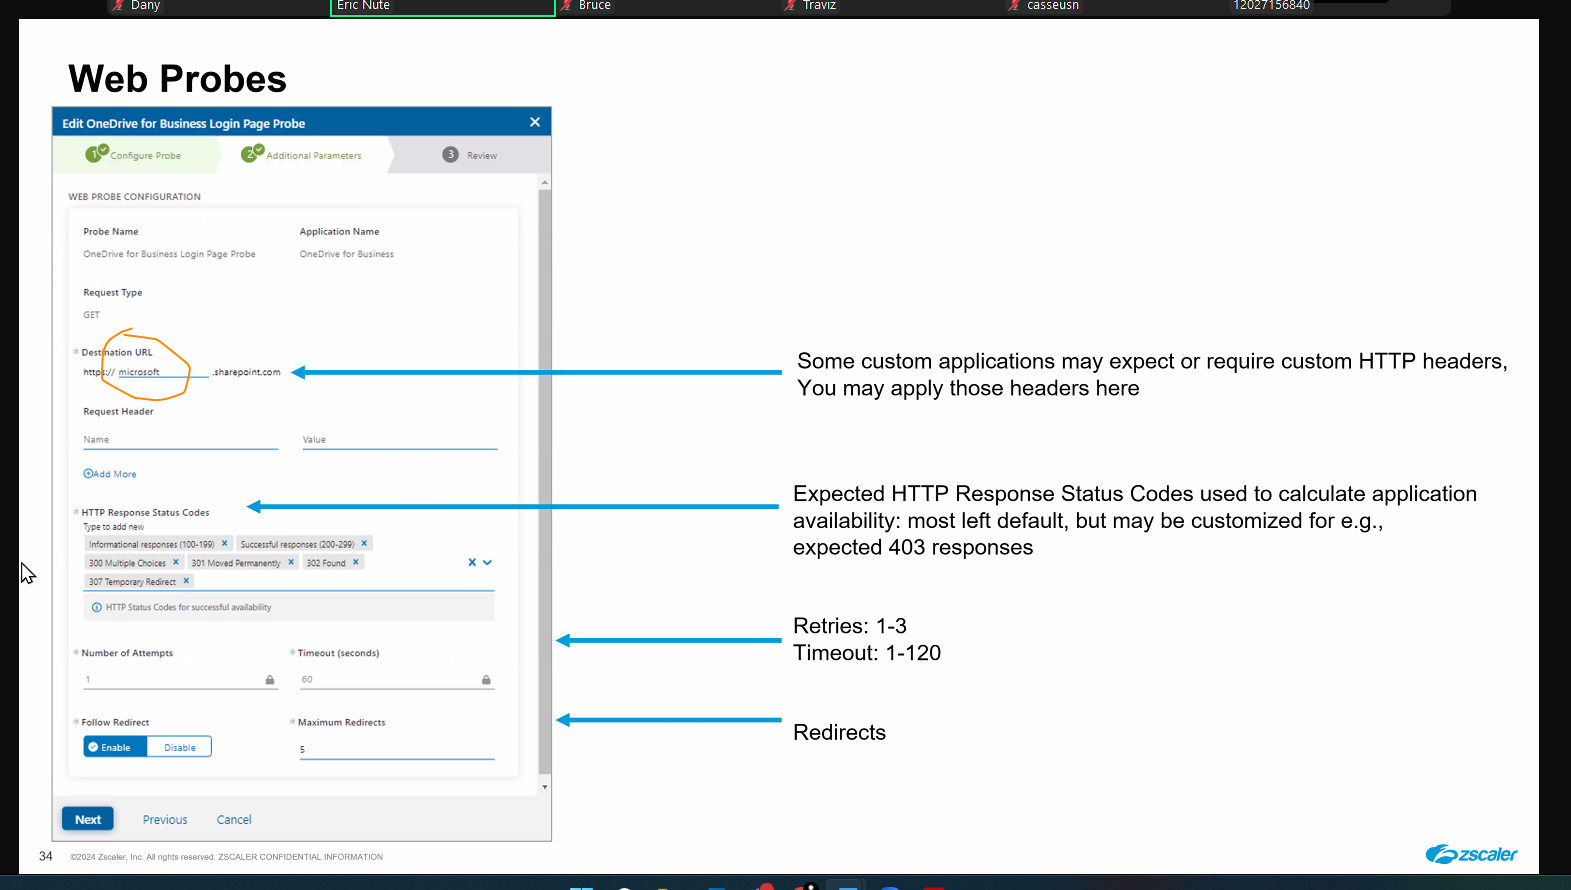 Dany
Eric Nute
Bruce
Traviz
casseusn
12027156840
Web Probes
Edit OneDrive for Business Login Page Probe
1 Configure Probe
2 Additional Parameters
3 Review
WEB PROBE CONFIGURATION
Probe Name
Application Name
OneDrive for Business Login Page Probe
OneDrive for Business
Request Type
GET
* Destination URL
https:// microsoft .sharepoint.com
Some custom applications may expect or require custom HTTP headers,
You may apply those headers here
Request Header
Name
Value
Add More
* HTTP Response Status Codes
Type to add new
Informational responses (100-199) ×
Successful responses (200-299) ×
300 Multiple Choices ×
301 Moved Permanently ×
302 Found ×
307 Temporary Redirect ×
HTTP Status Codes for successful availability
Expected HTTP Response Status Codes used to calculate application
availability: most left default, but may be customized for e.g.,
expected 403 responses
* Number of Attempts
* Timeout (seconds)
1
60
Retries: 1-3
Timeout: 1-120
* Follow Redirect
* Maximum Redirects
Enable
Disable
5
Redirects
Next
Previous
Cancel
34
©2024 Zscaler, Inc. All rights reserved. ZSCALER CONFIDENTIAL INFORMATION
zscaler